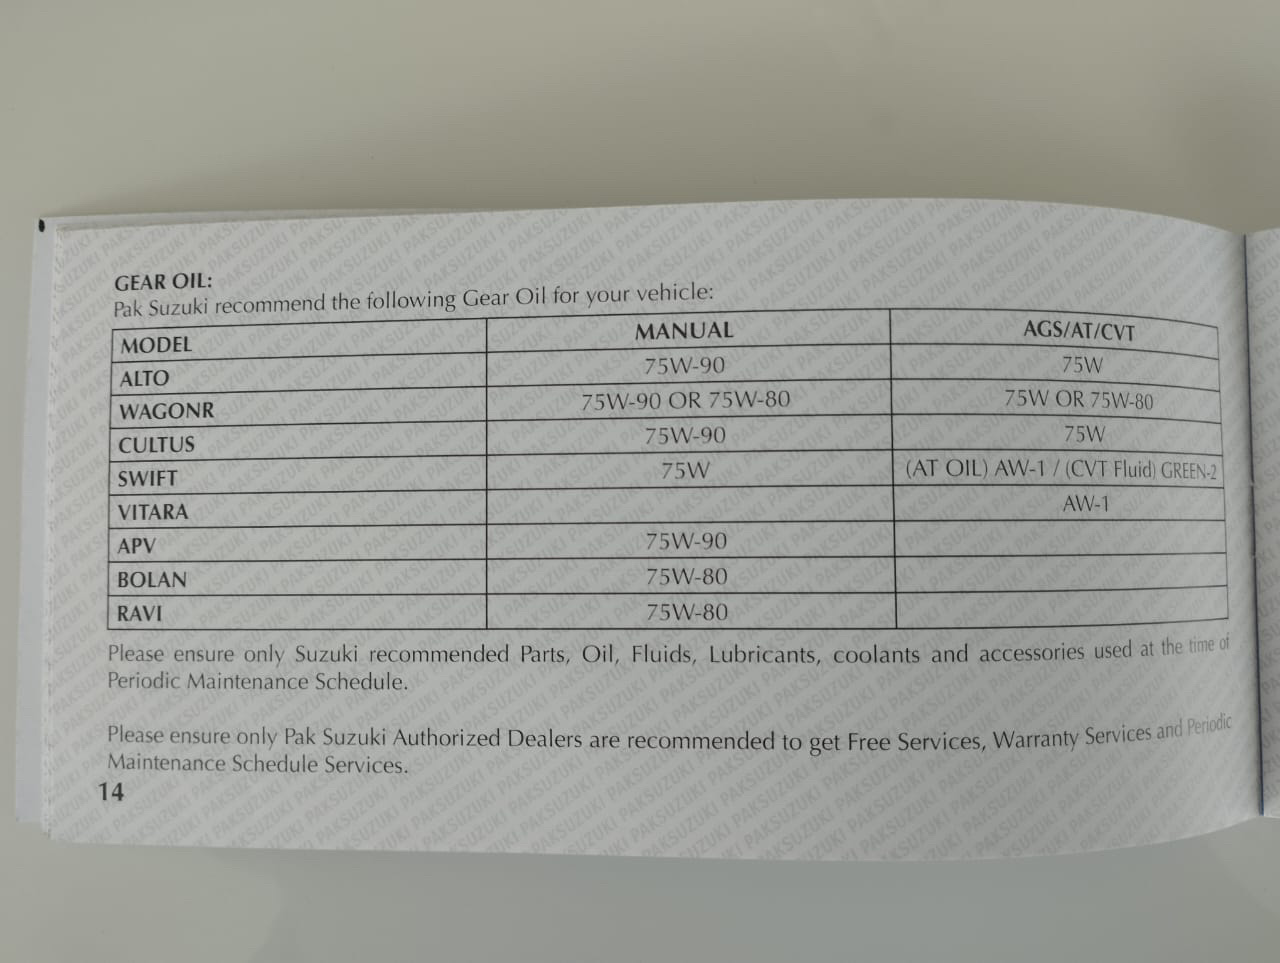 GEAR OIL:
Pak Suzuki recommend the following Gear Oil for your vehicle:
MODEL MANUAL AGS/AT/CVT
ALTO 75W-90 75W
WAGONR 75W-90 OR 75W-80 75W OR 75W-80
CULTUS 75W-90 75W
SWIFT 75W (AT OIL) AW-1 / (CVT Fluid) GREEN-2
VITARA AW-1
APV 75W-90
BOLAN 75W-80
RAVI 75W-80
Please ensure only Suzuki recommended Parts, Oil, Fluids, Lubricants, coolants and accessories used at the time of
Periodic Maintenance Schedule.
Please ensure only Pak Suzuki Authorized Dealers are recommended to get Free Services, Warranty Services and Periodic
Maintenance Schedule Services.
14